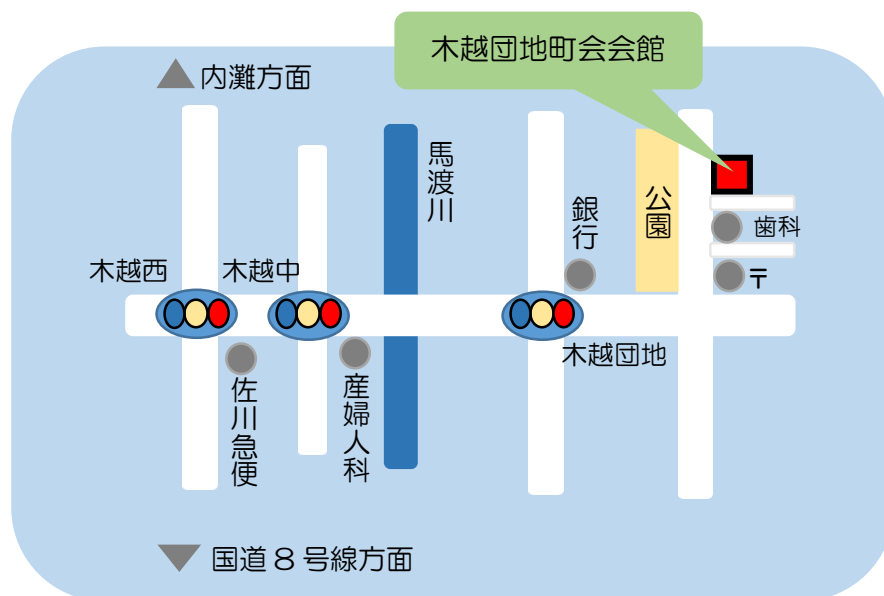 木越団地町会会館
内灘方面
馬渡川
公園
銀行
歯科
木越西
木越中
〒
木越団地
佐川急便
産婦人科
国道８号線方面